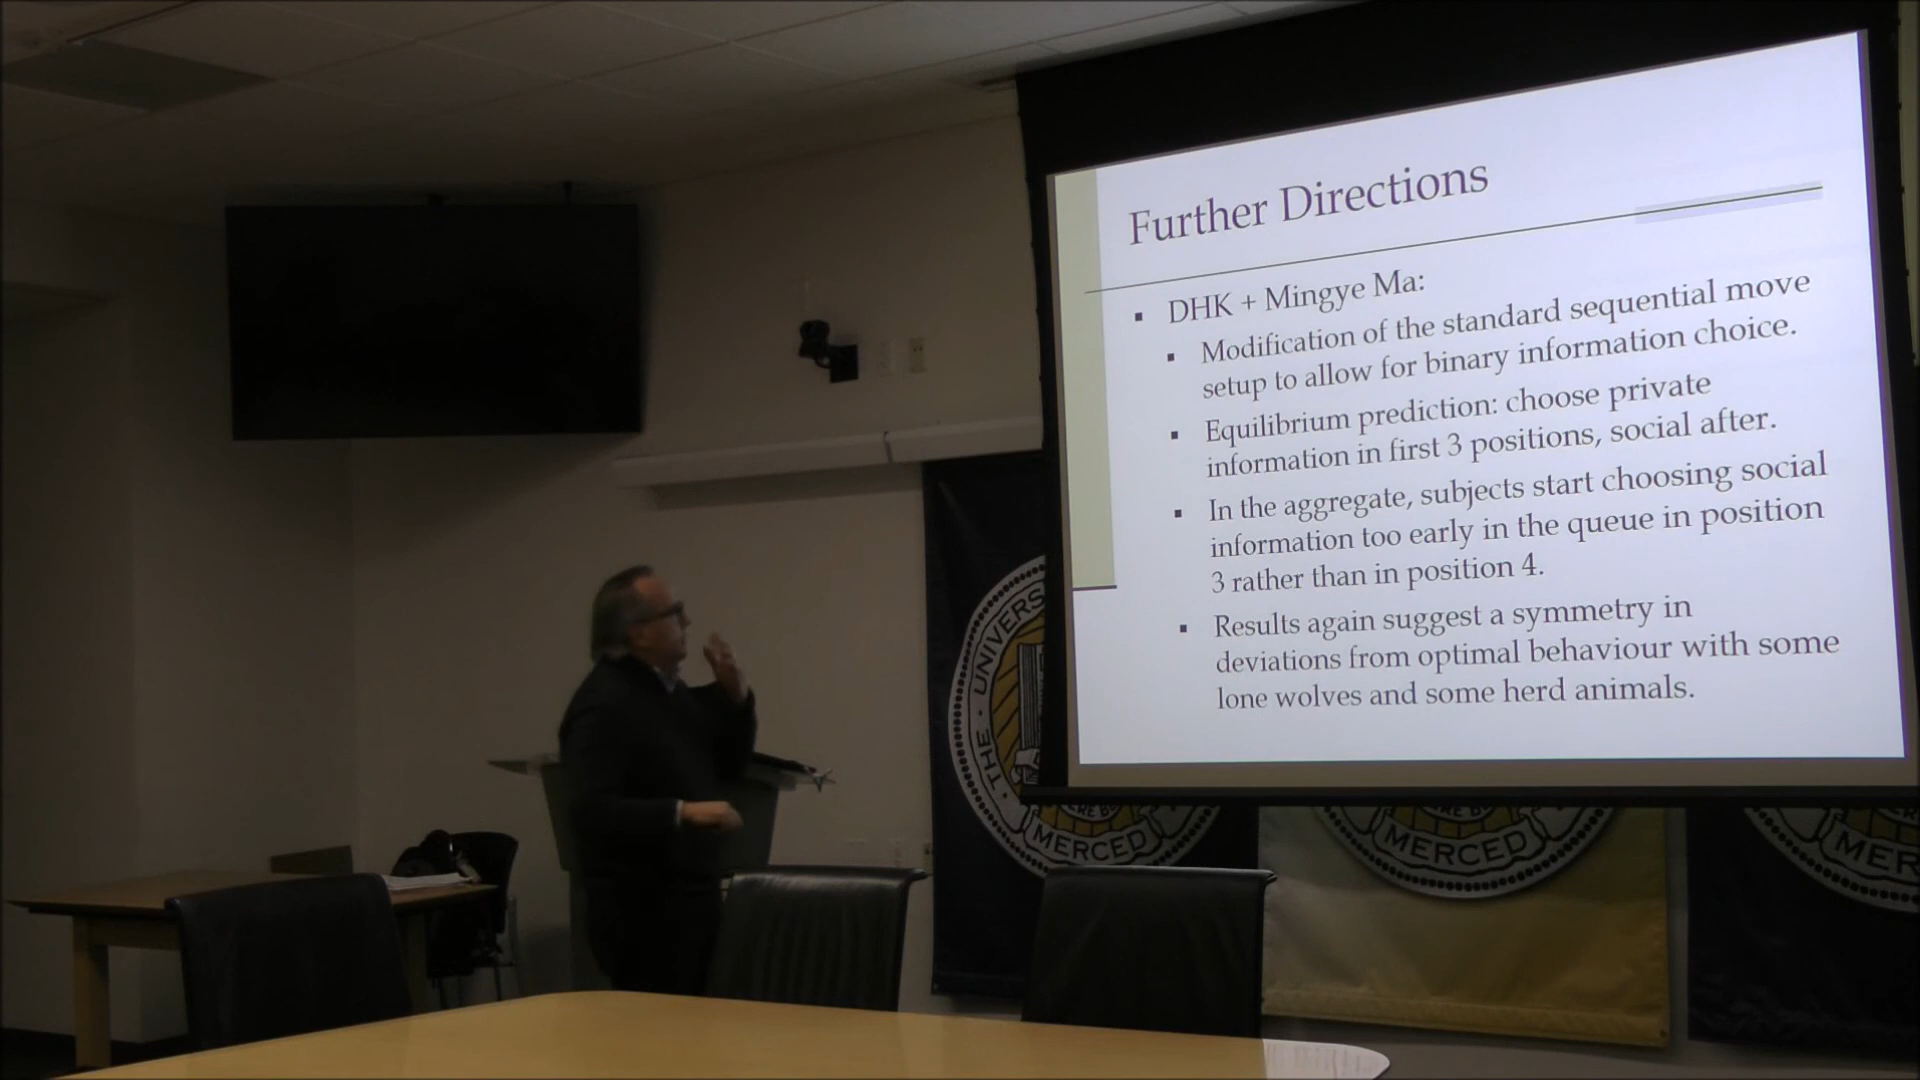 Further Directions
▪ DHK + Mingye Ma:
▪ Modification of the standard sequential move
setup to allow for binary information choice.
▪ Equilibrium prediction: choose private
information in first 3 positions, social after.
▪ In the aggregate, subjects start choosing social
information too early in the queue in position
3 rather than in position 4.
▪ Results again suggest a symmetry in
deviations from optimal behaviour with some
lone wolves and some herd animals.
· THE · UNIVERS
MERCED
MERCED
MER